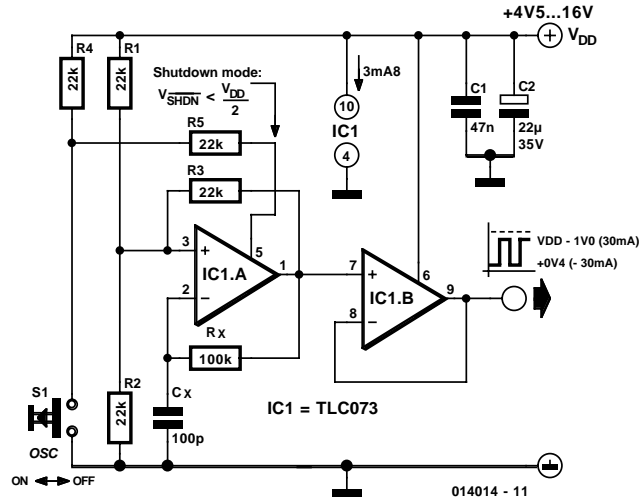 +4V5...16V
VDD
R4
R1
22k
22k
3mA8
Shutdown mode:
VSHDN < VDD
2
10
IC1
4
C1
47n
C2
22µ
35V
R5
22k
R3
22k
3
+
5
IC1.A
1
2
−
7
+
6
IC1.B
9
8
−
VDD - 1V0 (30mA)
+0V4 (- 30mA)
RX
100k
R2
22k
CX
100p
S1
OSC
ON OFF
IC1 = TLC073
014014 - 11